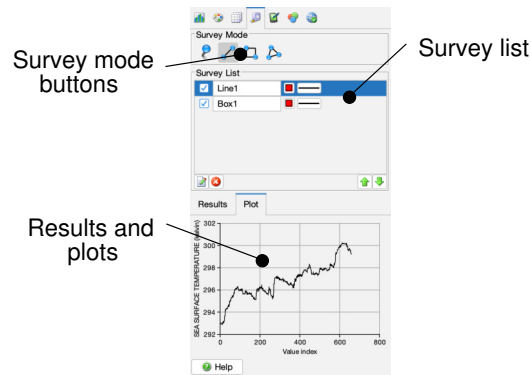 Survey Mode
Survey mode
buttons
Survey list
Survey List
Line1
Box1
Results Plot
Results and
plots
SEA SURFACE TEMPERATURE (kelvin)
302
300
298
296
294
292
0 200 400 600 800
Value index
Help